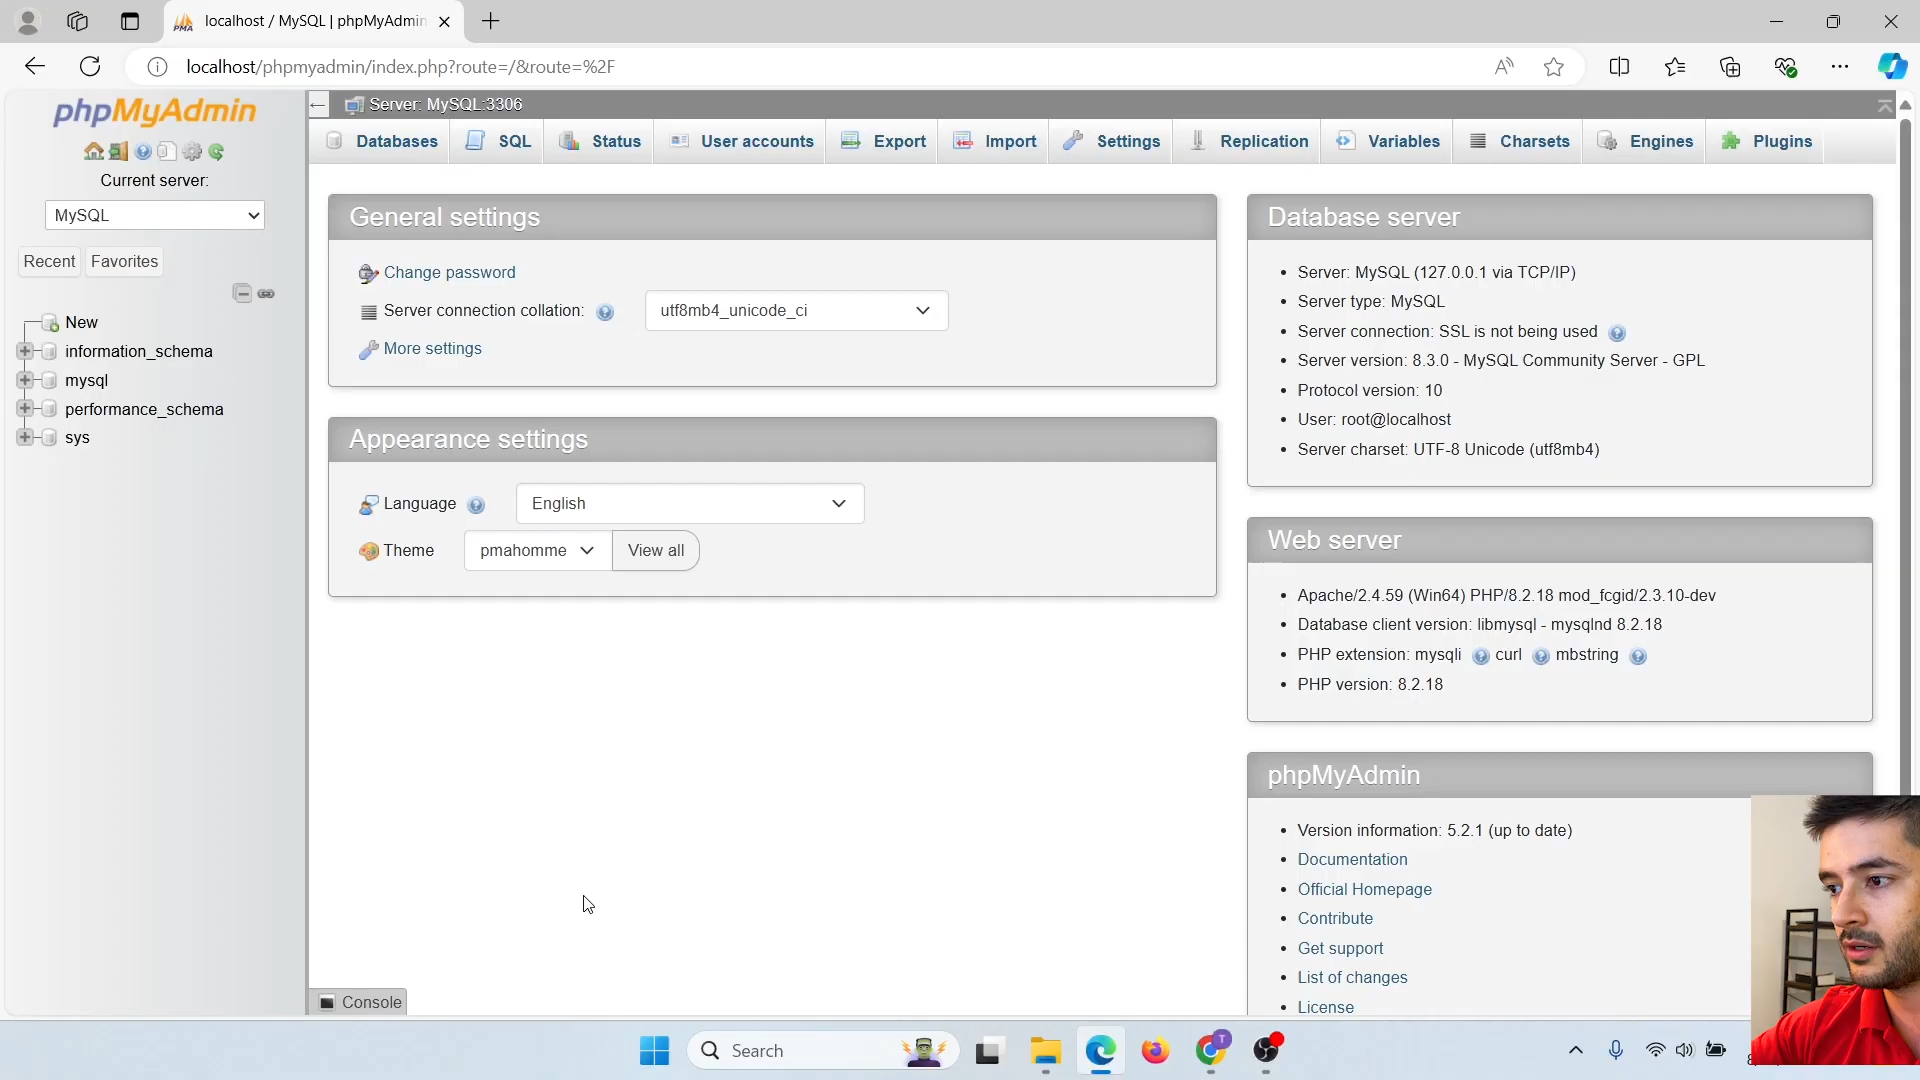 localhost / MySQL | phpMyAdmin
localhost/phpmyadmin/index.php?route=/&route=%2F
phpMyAdmin
Current server:
MySQL
Recent
Favorites
New
information_schema
mysql
performance_schema
sys
Server: MySQL:3306
Databases
SQL
Status
User accounts
Export
Import
Settings
Replication
Variables
Charsets
Engines
Plugins
General settings
Change password
Server connection collation:
utf8mb4_unicode_ci
More settings
Appearance settings
Language
English
Theme
pmahomme
View all
Database server
Server: MySQL (127.0.0.1 via TCP/IP)
Server type: MySQL
Server connection: SSL is not being used
Server version: 8.3.0 - MySQL Community Server - GPL
Protocol version: 10
User: root@localhost
Server charset: UTF-8 Unicode (utf8mb4)
Web server
Apache/2.4.59 (Win64) PHP/8.2.18 mod_fcgid/2.3.10-dev
Database client version: libmysql - mysqlnd 8.2.18
PHP extension: mysqli curl mbstring
PHP version: 8.2.18
phpMyAdmin
Version information: 5.2.1 (up to date)
Documentation
Official Homepage
Contribute
Get support
List of changes
License
Console
Search